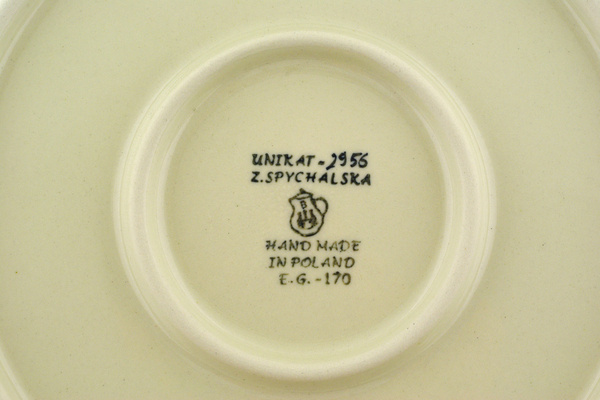 UNIKAT-2956
Z.SPYCHALSKA
B
HAND MADE
IN POLAND
E.G.-170